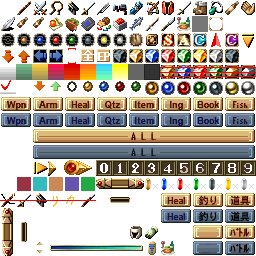 全 E
Wpn Arm Heal Qtz Item Ing Book Fish
Wpn Arm Heal Qtz Item Ing Book Fish
ALL
ALL
0 1 2 3 4 5 6 7 8 9
Heal 釣り 道具
Heal 釣り 道具
バトル
バトル